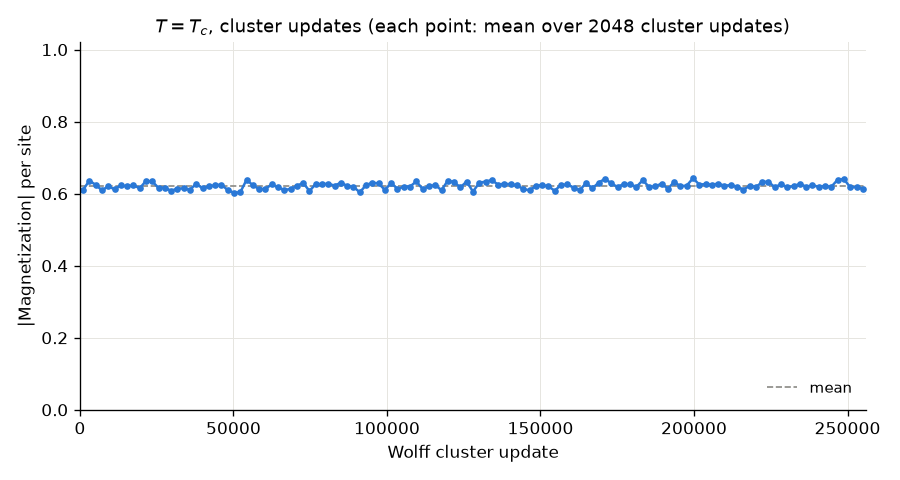 T = Tc, cluster updates (each point: mean over 2048 cluster updates)
|Magnetization| per site
1.0
0.8
0.6
0.4
0.2
0.0
mean
0 50000 100000 150000 200000 250000
Wolff cluster update